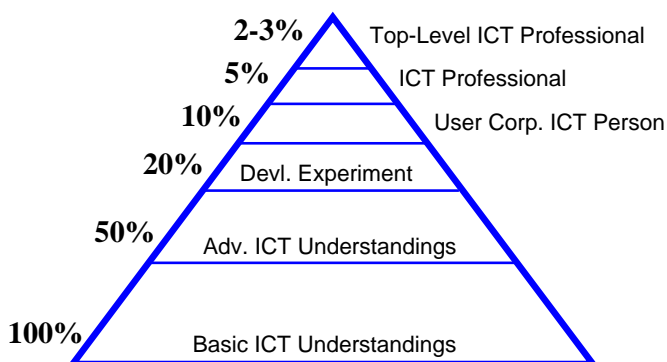 2-3%
Top-Level ICT Professional
5%
ICT Professional
10%
User Corp. ICT Person
20%
Devl. Experiment
50%
Adv. ICT Understandings
100%
Basic ICT Understandings